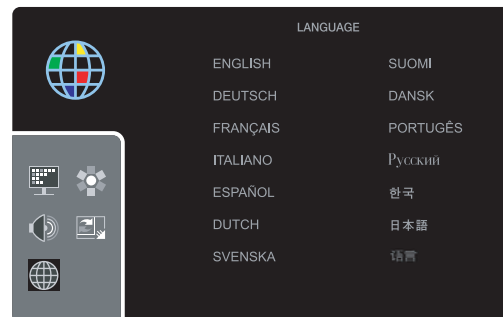 LANGUAGE
ENGLISH
DEUTSCH
FRANÇAIS
ITALIANO
ESPAÑOL
DUTCH
SVENSKA
SUOMI
DANSK
PORTUGÊS
Русский
한국
日本語
语言